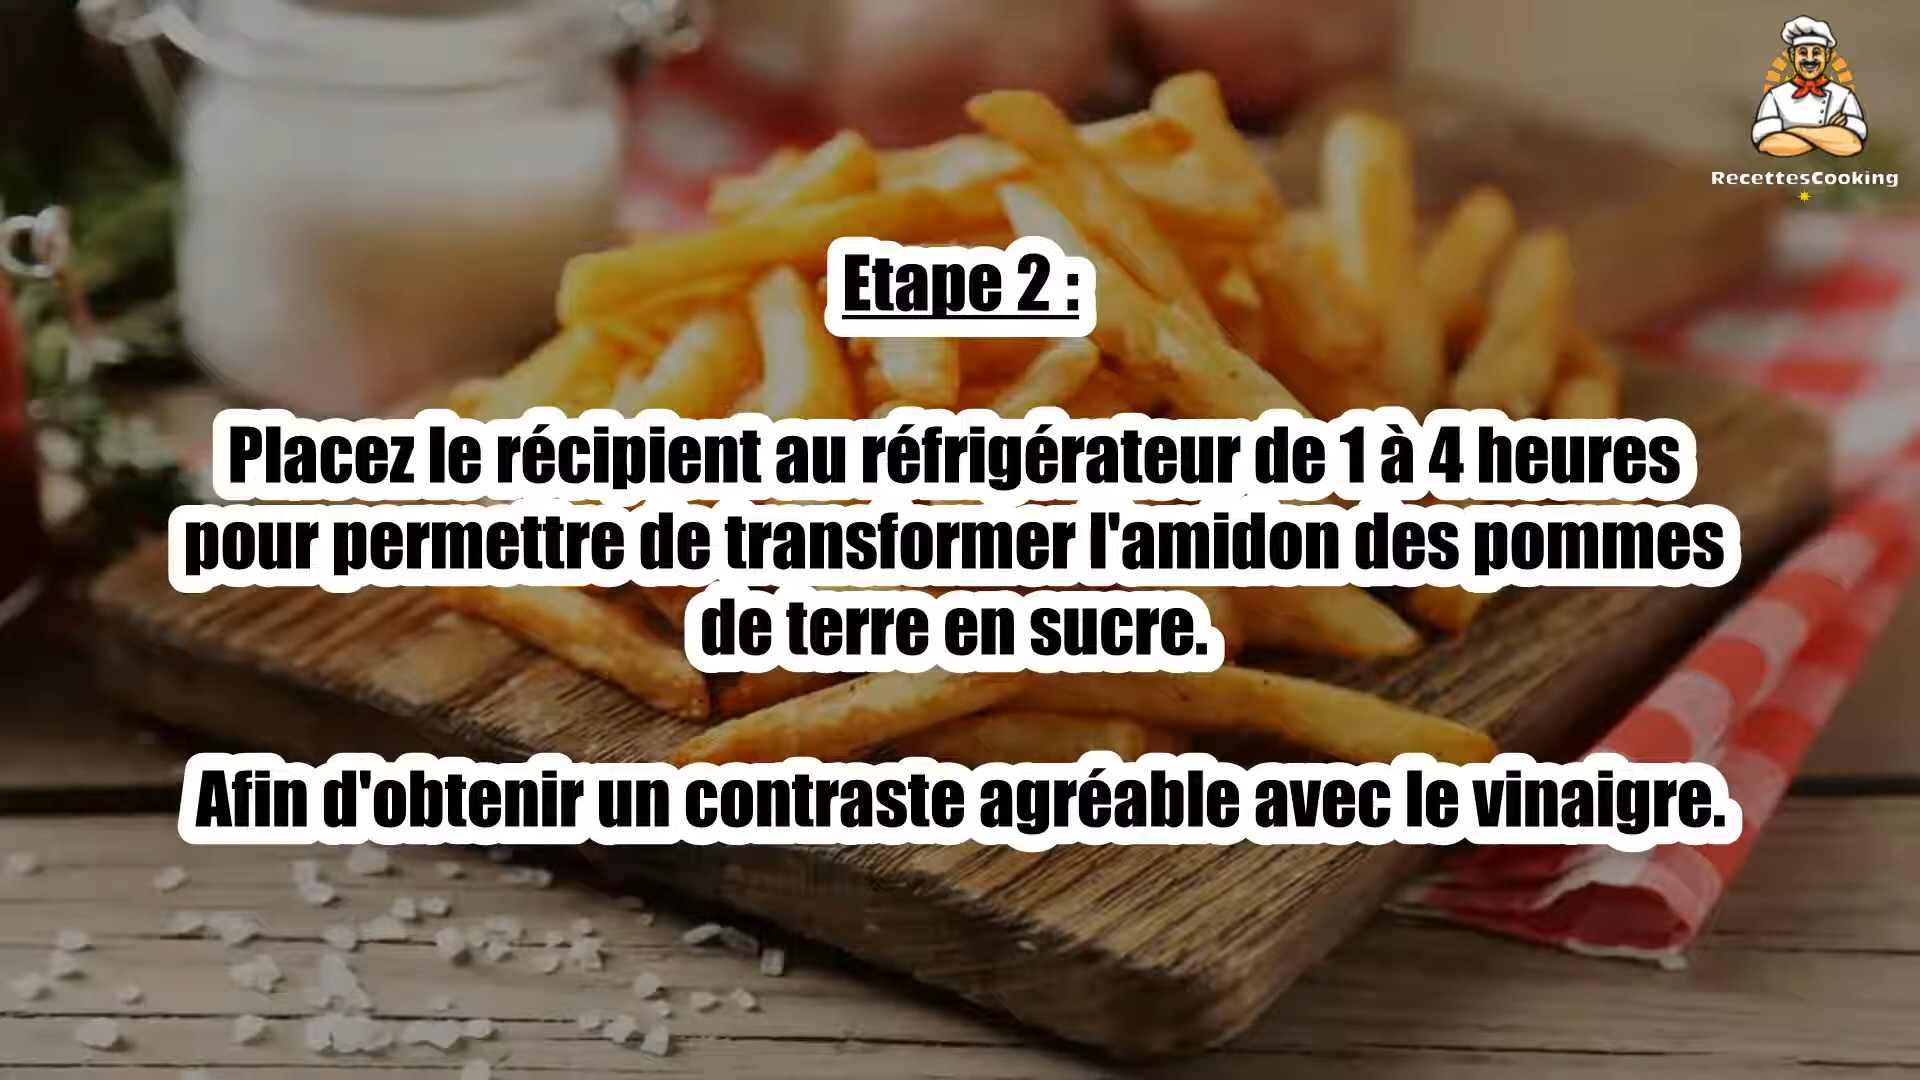 RecettesCooking
Etape 2 :
Placez le récipient au réfrigérateur de 1 à 4 heures
pour permettre de transformer l'amidon des pommes
de terre en sucre.
Afin d'obtenir un contraste agréable avec le vinaigre.